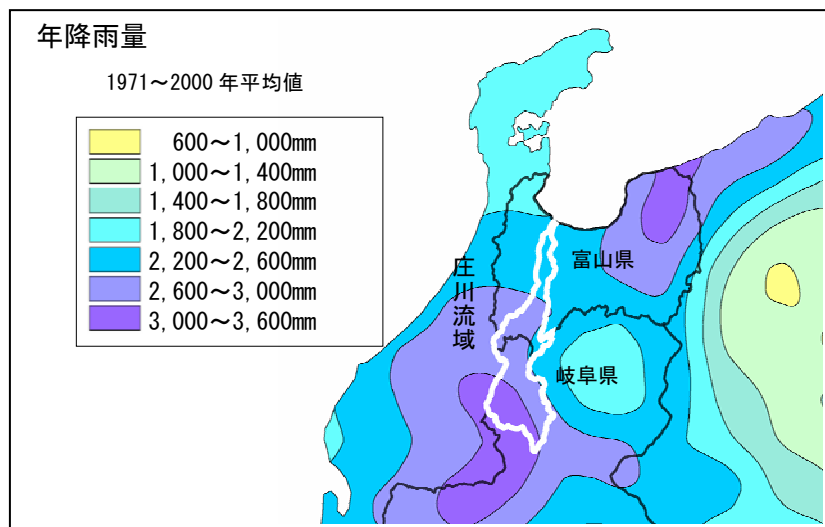 年降雨量
1971～2000 年平均値
600～1,000mm
1,000～1,400mm
1,400～1,800mm
1,800～2,200mm
2,200～2,600mm
2,600～3,000mm
3,000～3,600mm
庄川流域
富山県
岐阜県